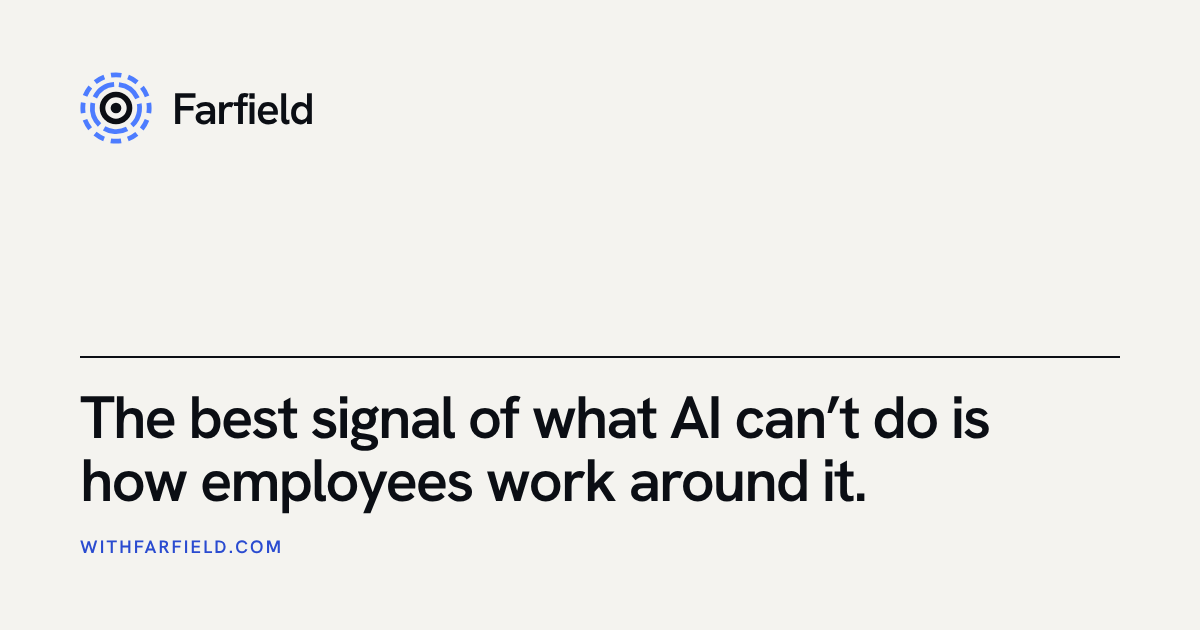 Farfield
The best signal of what AI can’t do is
how employees work around it.
WITHFARFIELD.COM